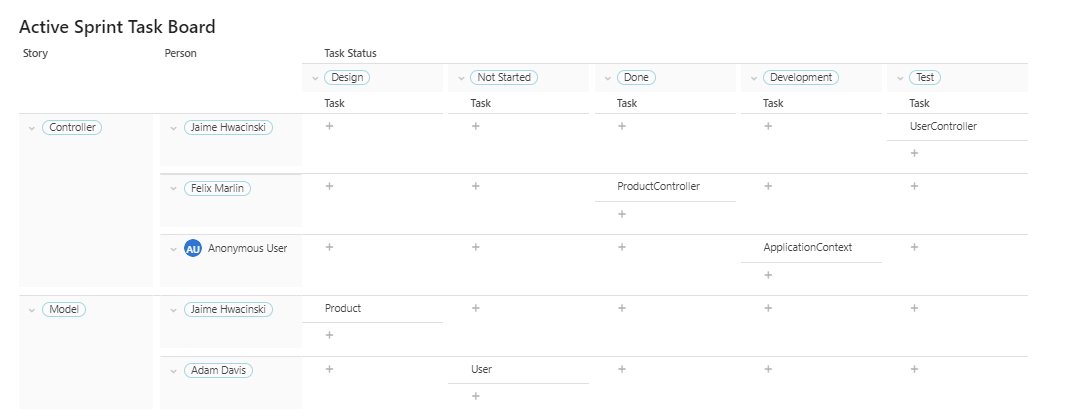 Active Sprint Task Board
Story Person Task Status
Design Not Started Done Development Test
Task Task Task Task Task
Controller Jaime Hwacinski + + + + UserController
+
Felix Marlin + + ProductController + +
+
AU Anonymous User + + + ApplicationContext +
+
Model Jaime Hwacinski Product + + + +
+
Adam Davis + User + + +
+